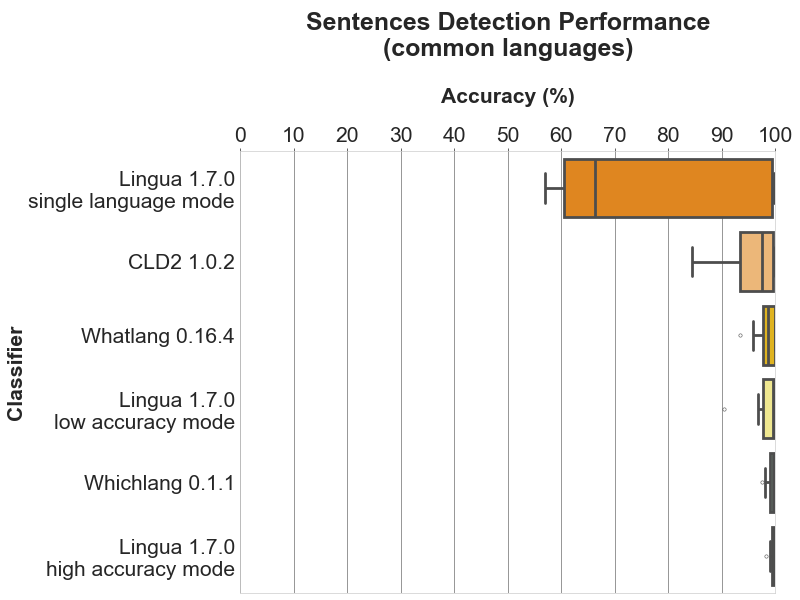 Sentences Detection Performance
(common languages)
Accuracy (%)
0 10 20 30 40 50 60 70 80 90 100
Lingua 1.7.0
single language mode
CLD2 1.0.2
Whatlang 0.16.4
Classifier
Lingua 1.7.0
low accuracy mode
Whichlang 0.1.1
Lingua 1.7.0
high accuracy mode